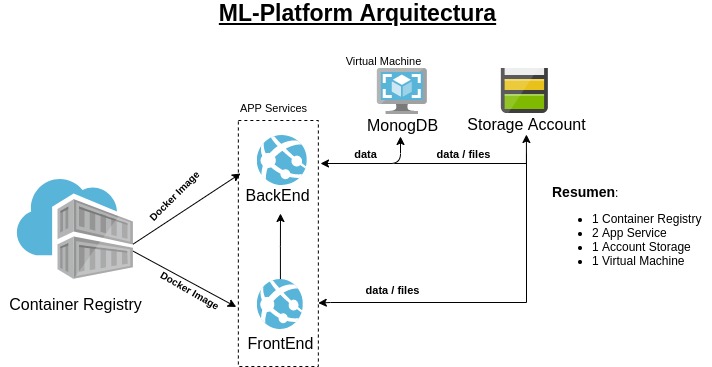 ML-Platform Arquitectura
Virtual Machine
MonogDB
Storage Account
APP Services
data
data / files
BackEnd
Docker Image
Container Registry
Docker Image
data / files
FrontEnd
Resumen:
1 Container Registry
2 App Service
1 Account Storage
1 Virtual Machine